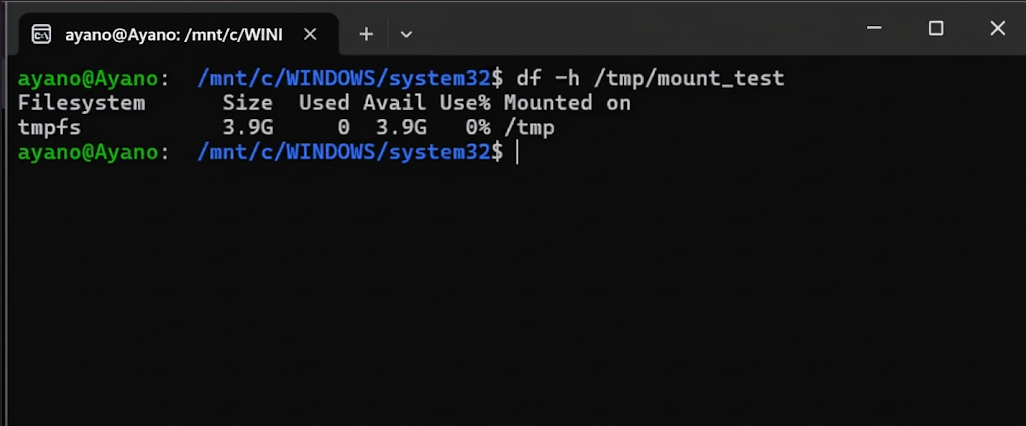 ayano@Ayano: /mnt/c/WINI
ayano@Ayano:  /mnt/c/WINDOWS/system32$ df -h /tmp/mount_test
Filesystem      Size  Used Avail Use% Mounted on
tmpfs           3.9G     0  3.9G   0% /tmp
ayano@Ayano:  /mnt/c/WINDOWS/system32$